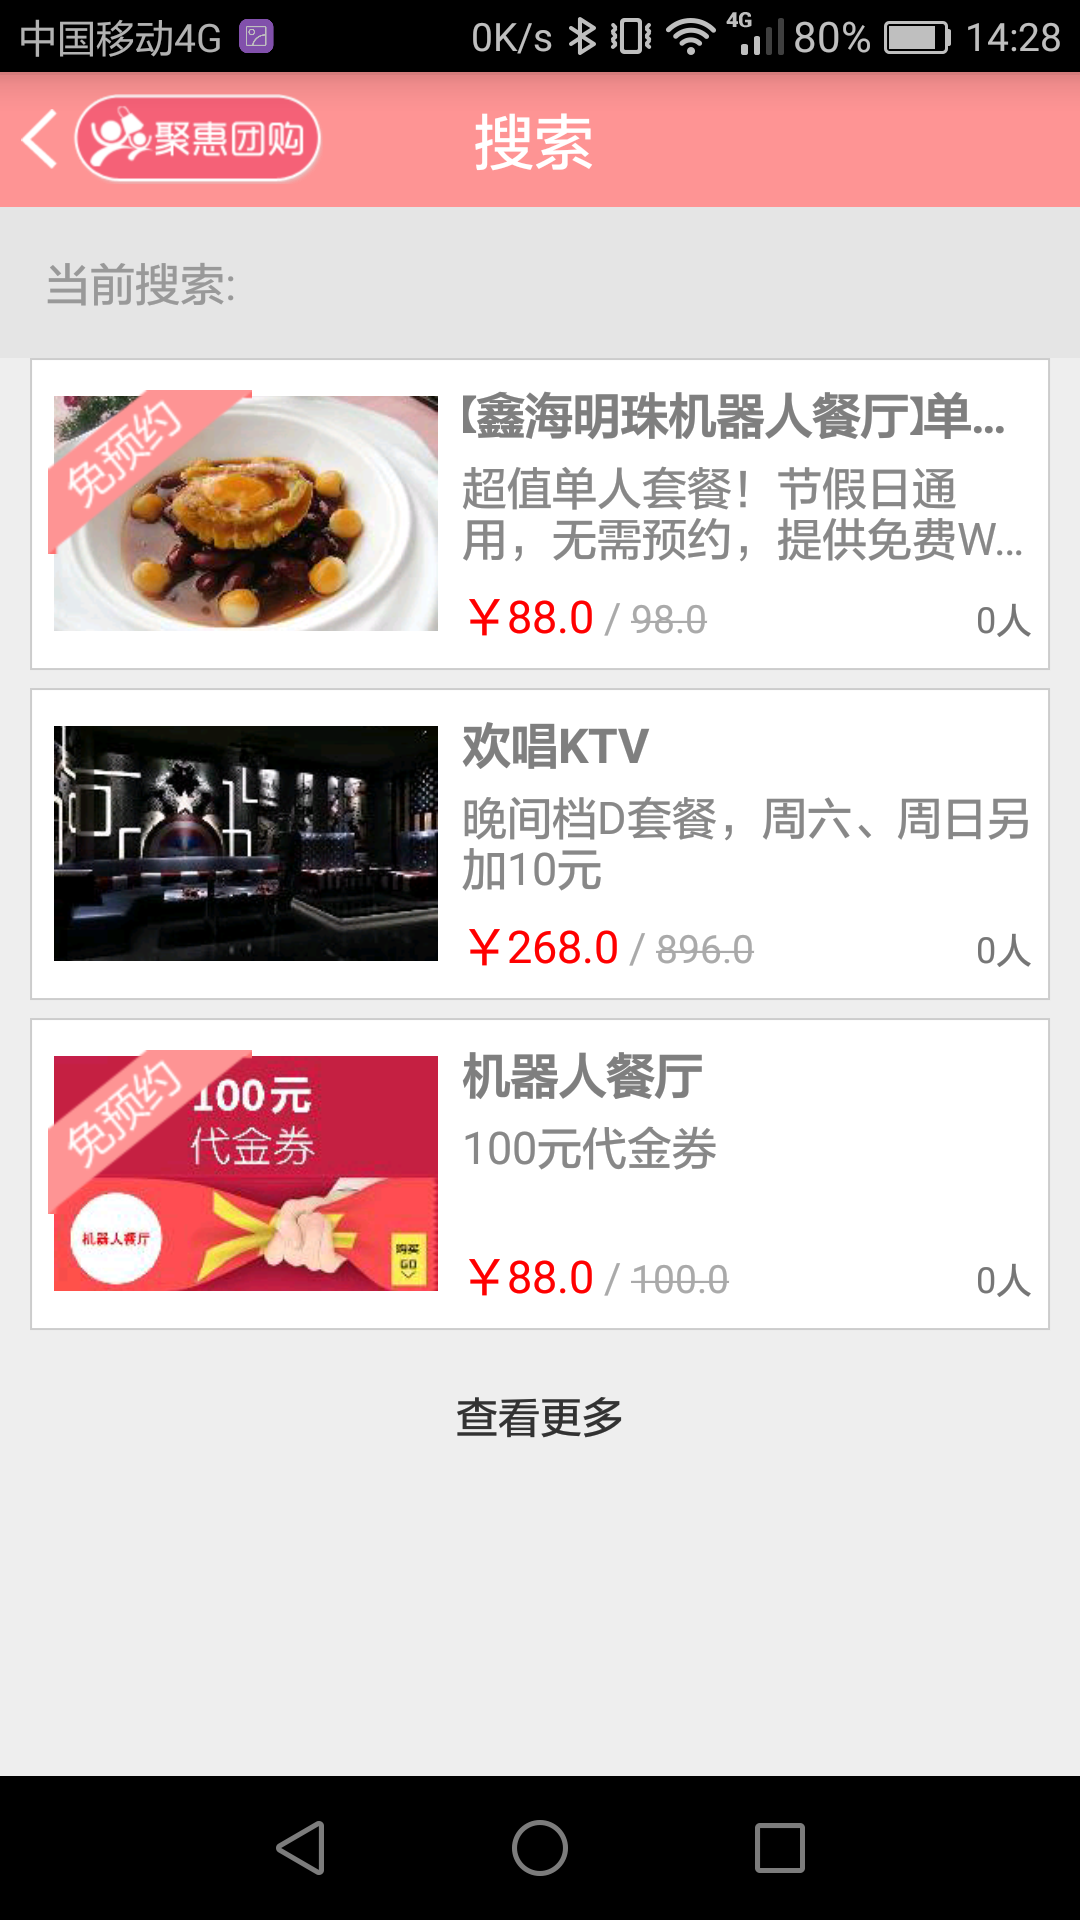 中国移动4G 0K/s 4G 80% 14:28
聚惠团购 搜索
当前搜索:
免预约
【鑫海明珠机器人餐厅】单...
超值单人套餐！节假日通
用，无需预约，提供免费W...
￥88.0 / 98.0 0人
欢唱KTV
晚间档D套餐，周六、周日另
加10元
￥268.0 / 896.0 0人
免预约
100元
代金券
机器人餐厅
购买
GO
机器人餐厅
100元代金券
￥88.0 / 100.0 0人
查看更多